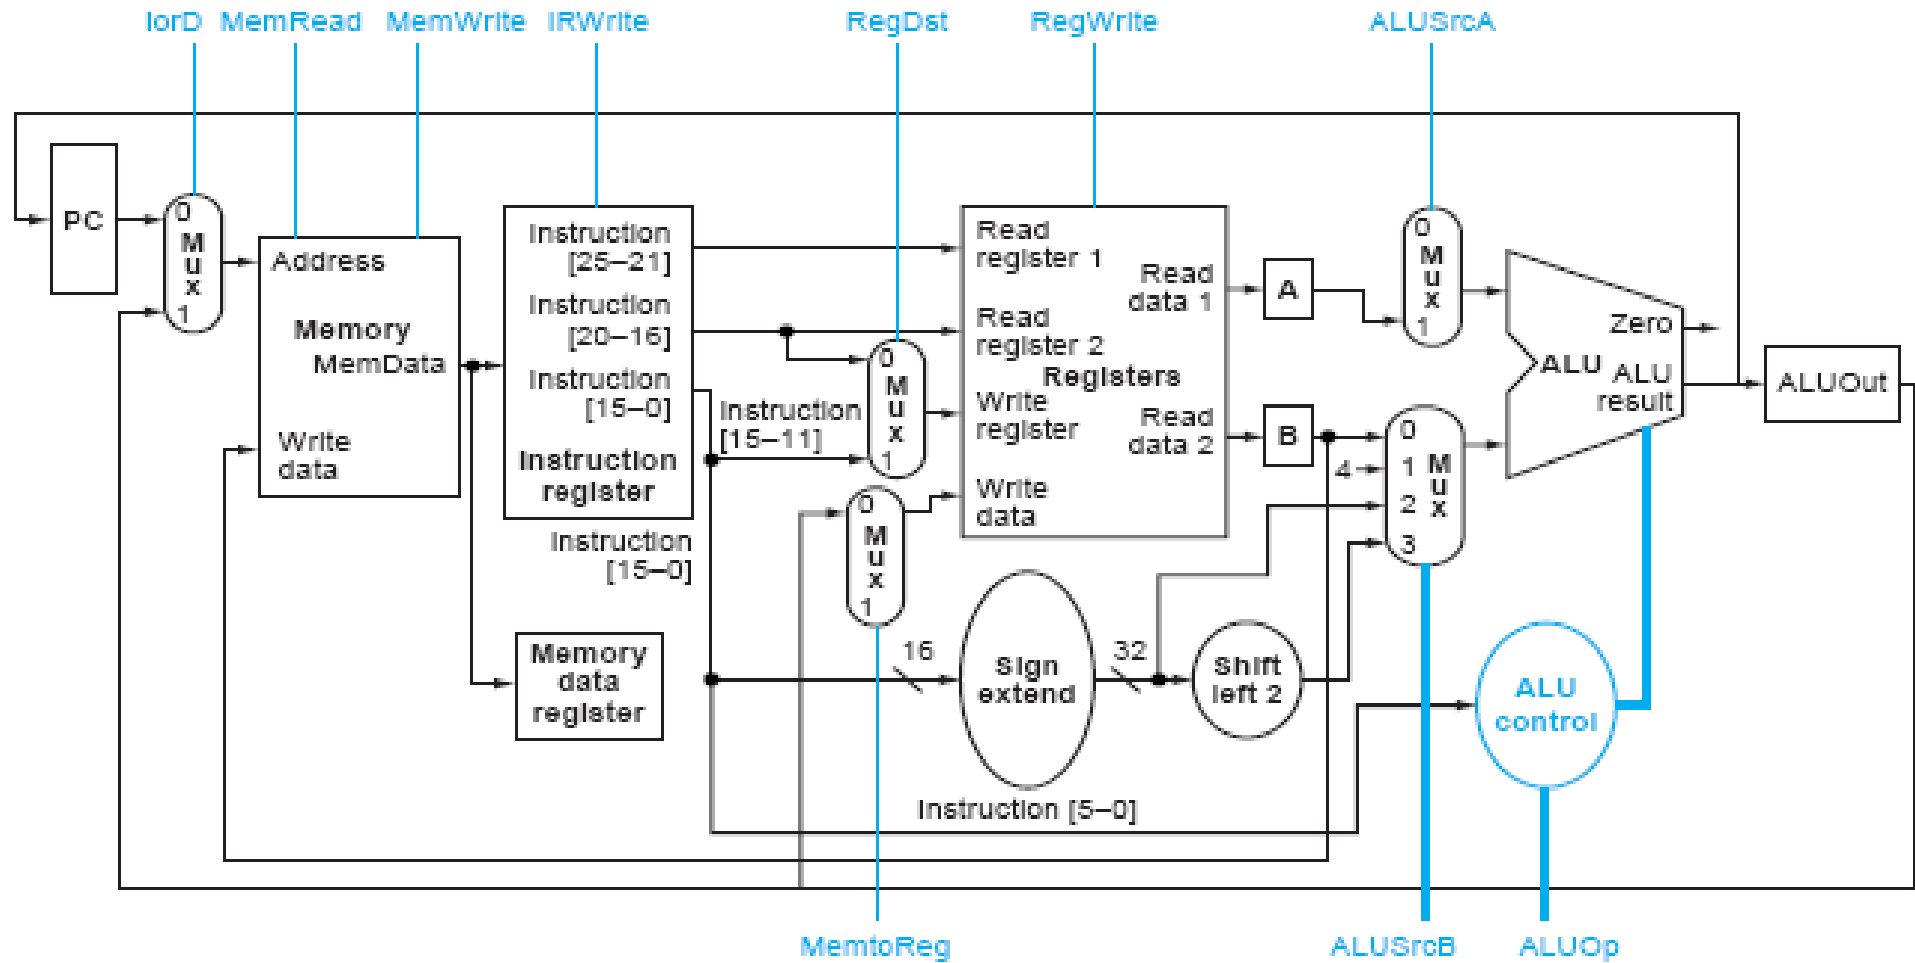 IorD MemRead MemWrite IRWrite RegDst RegWrite ALUSrcA
PC
0
M
u
x
1
Address
Memory
MemData
Write
data
Instruction
[25–21]
Instruction
[20–16]
Instruction
[15–0]
Instruction
register
Instruction
[15–0]
Memory
data
register
Instruction
[15–11]
0
M
u
x
1
0
M
u
x
1
16
Read
register 1
Read
register 2
Registers
Write
register
Write
data
Read
data 1
Read
data 2
Sign
extend
32
Shift
left 2
Instruction [5–0]
A
B
4
0
M
u
x
1
0
1
2
3
M
u
x
Zero
ALU
ALU
result
ALUOut
ALU
control
MemtoReg ALUSrcB ALUOp